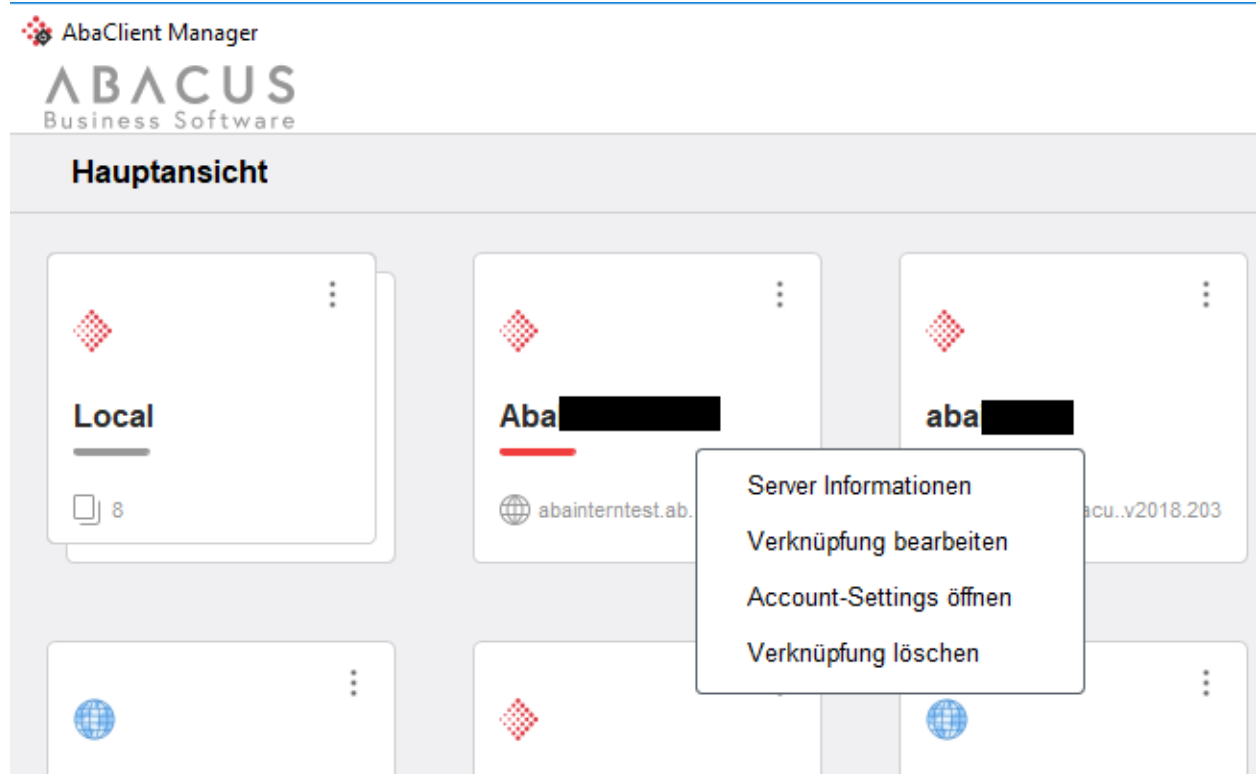 AbaClient Manager
ABACUS
Business Software
Hauptansicht
Local
8
Aba
abainterntest.ab.
aba
acu..v2018.203
Server Informationen
Verknüpfung bearbeiten
Account-Settings öffnen
Verknüpfung löschen